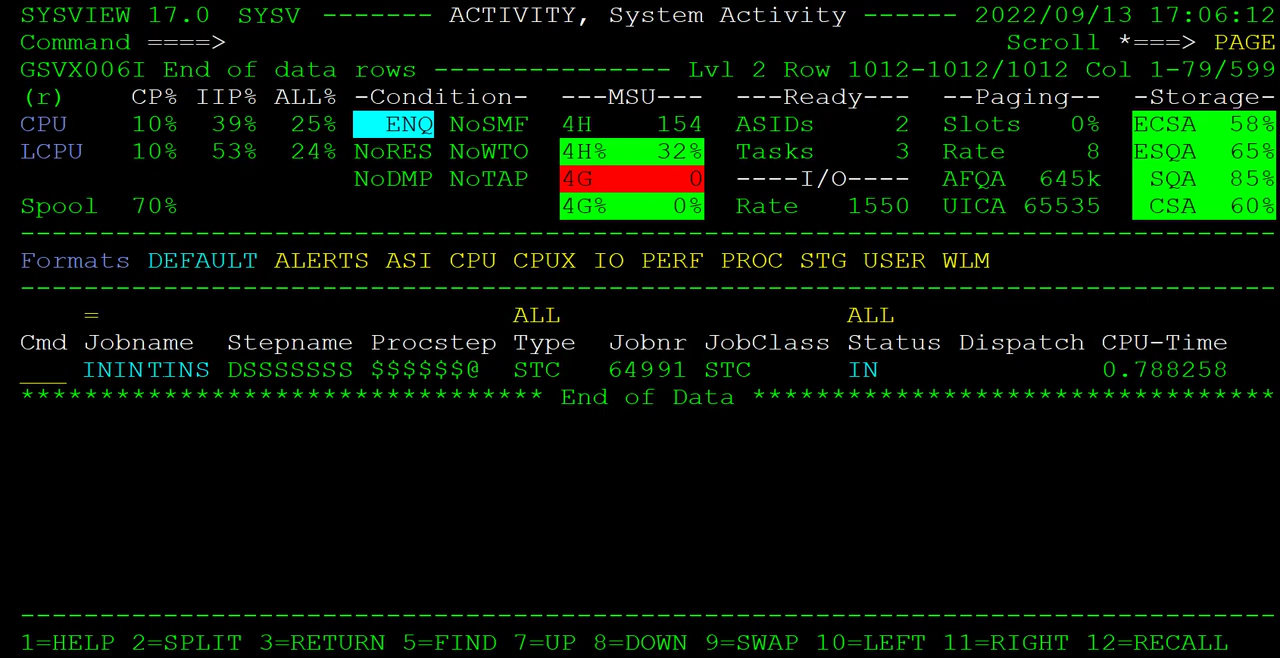 SYSVIEW 17.0 SYSV ------- ACTIVITY, System Activity ------ 2022/09/13 17:06:12
Command ====> Scroll *===> PAGE
GSVX006I End of data rows --------------- Lvl 2 Row 1012-1012/1012 Col 1-79/599
(r) CP% IIP% ALL% -Condition- ---MSU--- ---Ready--- --Paging-- -Storage-
CPU 10% 39% 25% ENQ NoSMF 4H 154 ASIDs 2 Slots 0% ECSA 58%
LCPU 10% 53% 24% NoRES NoWTO 4H% 32% Tasks 3 Rate 8 ESQA 65%
NoDMP NoTAP 4G 0 ----I/O---- AFQA 645k SQA 85%
Spool 70% 4G% 0% Rate 1550 UICA 65535 CSA 60%
-------------------------------------------------------------------------------
Formats DEFAULT ALERTS ASI CPU CPUX IO PERF PROC STG USER WLM
-------------------------------------------------------------------------------
= ALL ALL
Cmd Jobname Stepname Procstep Type Jobnr JobClass Status Dispatch CPU-Time
___ ININTINS DSSSSSSS $$$$$$@ STC 64991 STC IN 0.788258
********************************* End of Data *********************************
-------------------------------------------------------------------------------
1=HELP 2=SPLIT 3=RETURN 5=FIND 7=UP 8=DOWN 9=SWAP 10=LEFT 11=RIGHT 12=RECALL